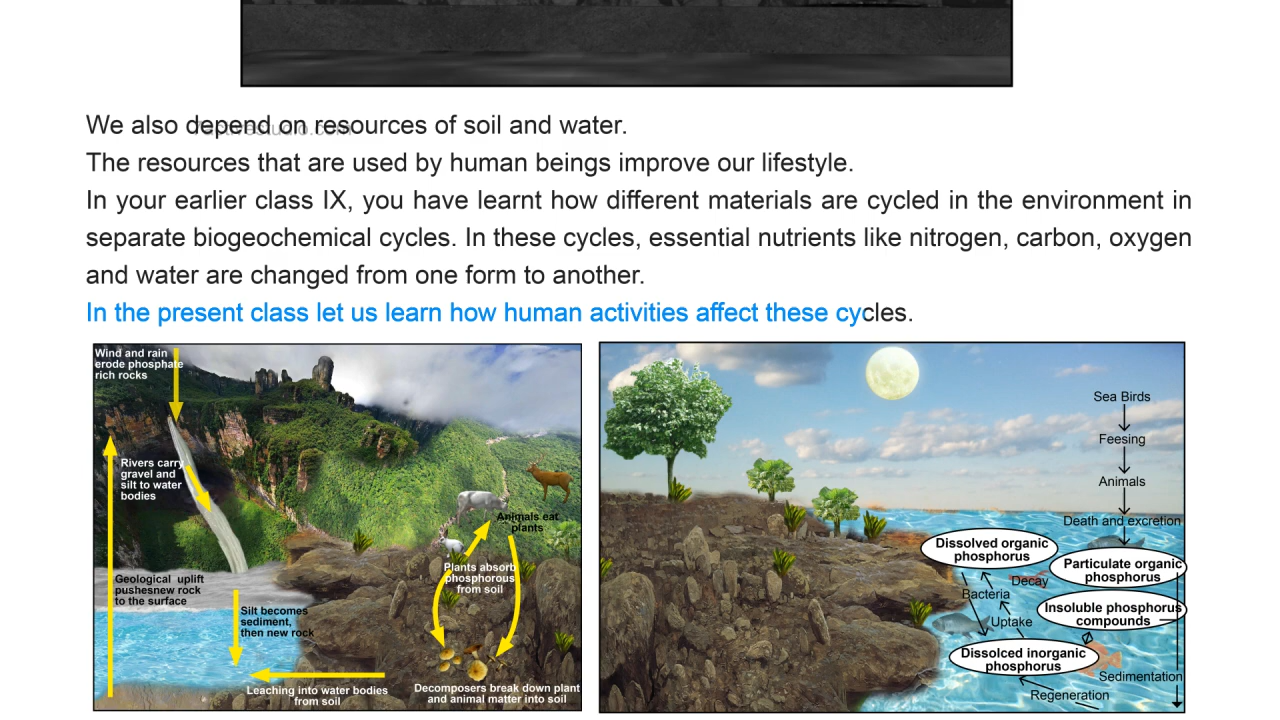 We also depend on resources of soil and water.
The resources that are used by human beings improve our lifestyle.
In your earlier class IX, you have learnt how different materials are cycled in the environment in
separate biogeochemical cycles. In these cycles, essential nutrients like nitrogen, carbon, oxygen
and water are changed from one form to another.
In the present class let us learn how human activities affect these cycles.
Wind and rain
erode phosphate
rich rocks
Rivers carry
gravel and
silt to water
bodies
Animals eat
plants
Plants absorb
phosphorous
from soil
Geological uplift
pushesnew rock
to the surface
Silt becomes
sediment,
then new rock
Leaching into water bodies
from soil
Decomposers break down plant
and animal matter into soil
Sea Birds
Feesing
Animals
Death and excretion
Dissolved organic
phosphorus
Particulate organic
phosphorus
Decay
Bacteria
Insoluble phosphorus
compounds
Uptake
Dissolced inorganic
phosphorus
Sedimentation
Regeneration